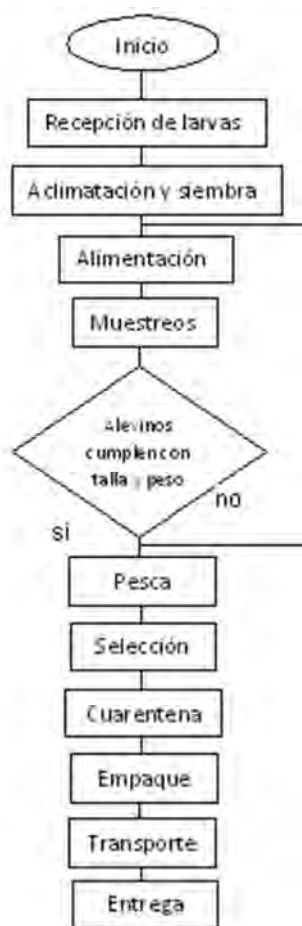 Inicio
Recepción de larvas
Aclimatación y siembra
Alimentación
Muestreos
Alevinos
cumplen con
talla y peso
no
si
Pesca
Selección
Cuarentena
Empaque
Transporte
Entrega